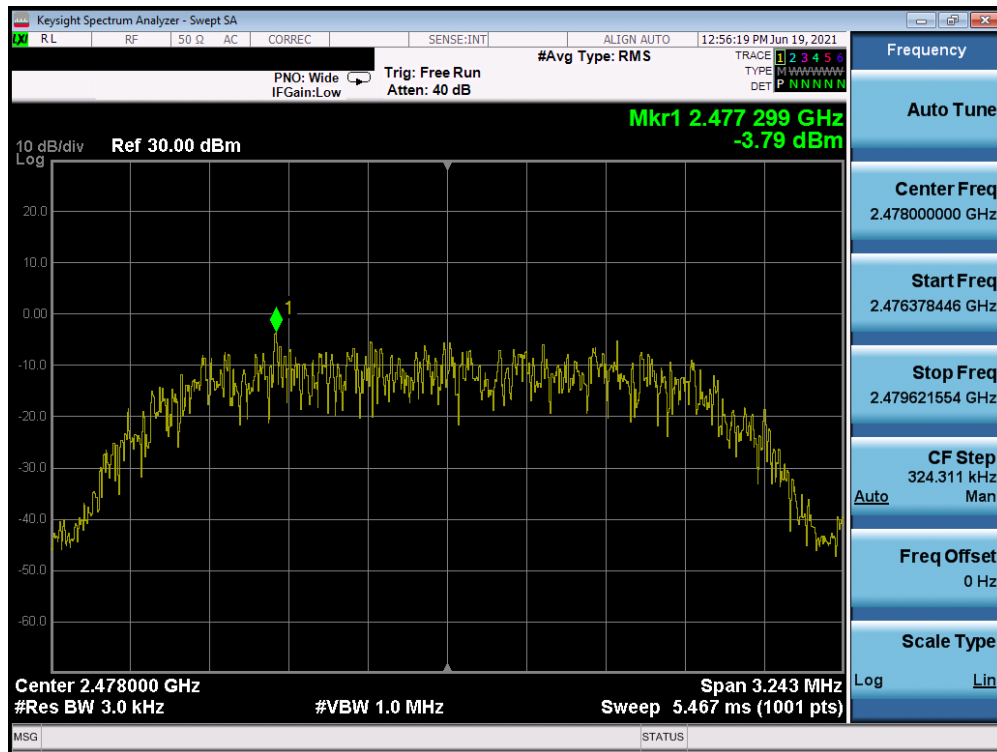 Keysight Spectrum Analyzer - Swept SA
LXI RL RF 50 Ω AC CORREC SENSE:INT ALIGN AUTO 12:56:19 PM Jun 19, 2021
PNO: Wide Trig: Free Run #Avg Type: RMS TRACE 1 2 3 4 5 6
IFGain:Low Atten: 40 dB TYPE M W W W W W
DET P N N N N N
Mkr1 2.477 299 GHz
-3.79 dBm
10 dB/div Ref 30.00 dBm
Log
20.0
10.0
0.00
-10.0
-20.0
-30.0
-40.0
-50.0
-60.0
1
Center 2.478000 GHz Span 3.243 MHz
#Res BW 3.0 kHz #VBW 1.0 MHz Sweep 5.467 ms (1001 pts)
MSG STATUS
Frequency
Auto Tune
Center Freq
2.478000000 GHz
Start Freq
2.476378446 GHz
Stop Freq
2.479621554 GHz
CF Step
324.311 kHz
Auto Man
Freq Offset
0 Hz
Scale Type
Log Lin